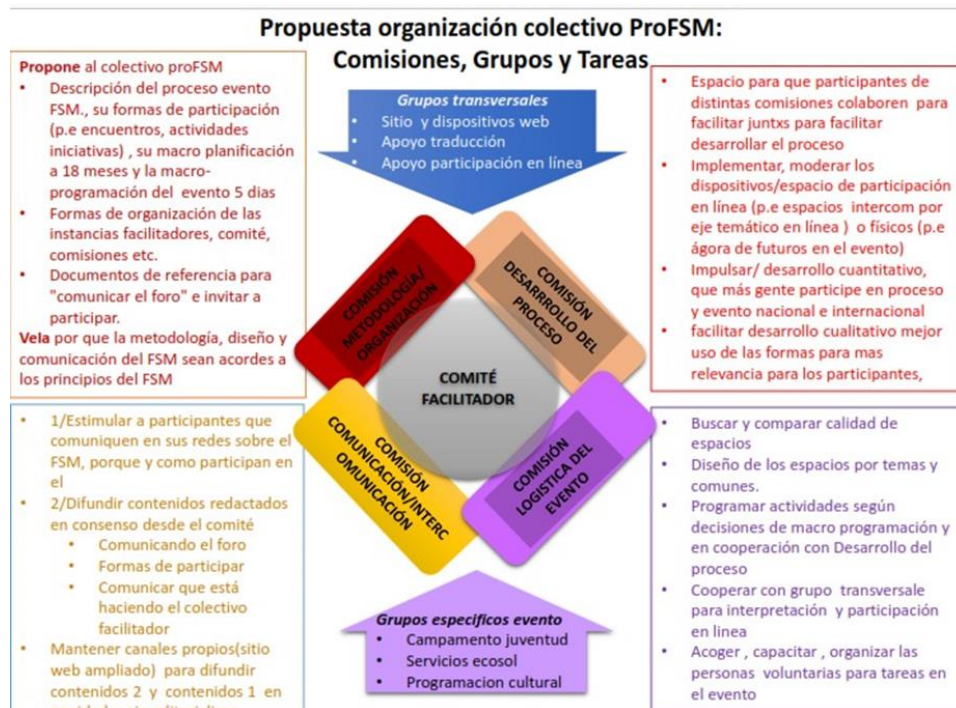 Propuesta organización colectivo ProFSM:
Comisiones, Grupos y Tareas
Propone al colectivo proFSM
• Descripción del proceso evento
FSM., su formas de participación
(p.e encuentros, actividades
iniciativas) , su macro planificación
a 18 meses y la macro-
programación del evento 5 dias
• Formas de organización de las
instancias facilitadores, comité,
comisiones etc.
• Documentos de referencia para
"comunicar el foro" e invitar a
participar.
Vela por que la metodología, diseño y
comunicación del FSM sean acordes a
los principios del FSM
Grupos transversales
• Sitio y dispositivos web
• Apoyo traducción
• Apoyo participación en línea
• Espacio para que participantes de
distintas comisiones colaboren para
facilitar juntxs para facilitar
desarrollar el proceso
• Implementar, moderar los
dispositivos/espacio de participación
en línea (p.e espacios intercom por
eje temático en línea ) o físicos (p.e
ágora de futuros en el evento)
• Impulsar/ desarrollo cuantitativo,
que más gente participe en proceso
y evento nacional e internacional
• facilitar desarrollo cualitativo mejor
uso de las formas para mas
relevancia para los participantes,
COMISIÓN
METODOLOGÍA/
ORGANIZACIÓN
COMISIÓN
DESARRROLLO DEL
PROCESO
COMITÉ
FACILITADOR
COMISIÓN
COMUNICACIÓN/INTERC
OMUNICACIÓN
COMISIÓN
LOGISTICA DEL
EVENTO
• 1/Estimular a participantes que
comuniquen en sus redes sobre el
FSM, porque y como participan en
el
• 2/Difundir contenidos redactados
en consenso desde el comité
• Comunicando el foro
• Formas de participar
• Comunicar que está
haciendo el colectivo
facilitador
• Mantener canales propios(sitio
web ampliado) para difundir
contenidos 2 y contenidos 1 en
Grupos especificos evento
• Campamento juventud
• Servicios ecosol
• Programacion cultural
• Buscar y comparar calidad de
espacios
• Diseño de los espacios por temas y
comunes.
• Programar actividades según
decisiones de macro programación y
en cooperación con Desarrollo del
proceso
• Cooperar con grupo transversale
para interpretación y participación
en linea
• Acoger , capacitar , organizar las
personas voluntarias para tareas en
el evento